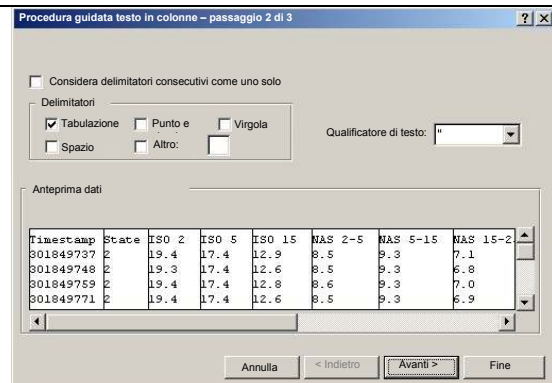 Procedura guidata testo in colonne – passaggio 2 di 3
Considera delimitatori consecutivi come uno solo
Delimitatori
Tabulazione Punto e Virgola
Spazio Altro:
Qualificatore di testo: "
Anteprima dati
Timestamp State ISO 2 ISO 5 ISO 15 NAS 2-5 NAS 5-15 NAS 15-2
301849737 2 19.4 17.4 12.9 8.5 9.3 7.1
301849748 2 19.3 17.4 12.6 8.5 9.3 6.8
301849759 2 19.4 17.4 12.8 8.6 9.3 7.0
301849771 2 19.4 17.4 12.6 8.5 9.3 6.9
Annulla < Indietro Avanti > Fine